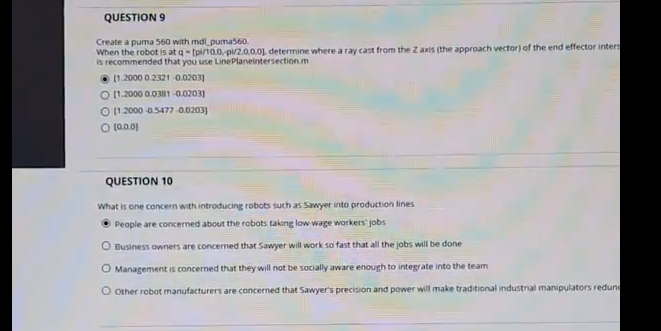 QUESTION 9
Create a puma 560 with mdl_puma560.
When the robot is at q = [pi/10,0,-pi/2,0,0,0], determine where a ray cast from the Z axis (the approach vector) of the end effector inters
is recommended that you use LinePlaneIntersection.m
[1.2000 0.2321 -0.0203]
[1.2000 0.0381 -0.0203]
[1.2000 -0.5477 -0.0203]
[0,0,0]
QUESTION 10
What is one concern with introducing robots such as Sawyer into production lines
People are concerned about the robots taking low-wage workers' jobs
Business owners are concerned that Sawyer will work so fast that all the jobs will be done
Management is concerned that they will not be socially aware enough to integrate into the team
Other robot manufacturers are concerned that Sawyer's precision and power will make traditional industrial manipulators redun